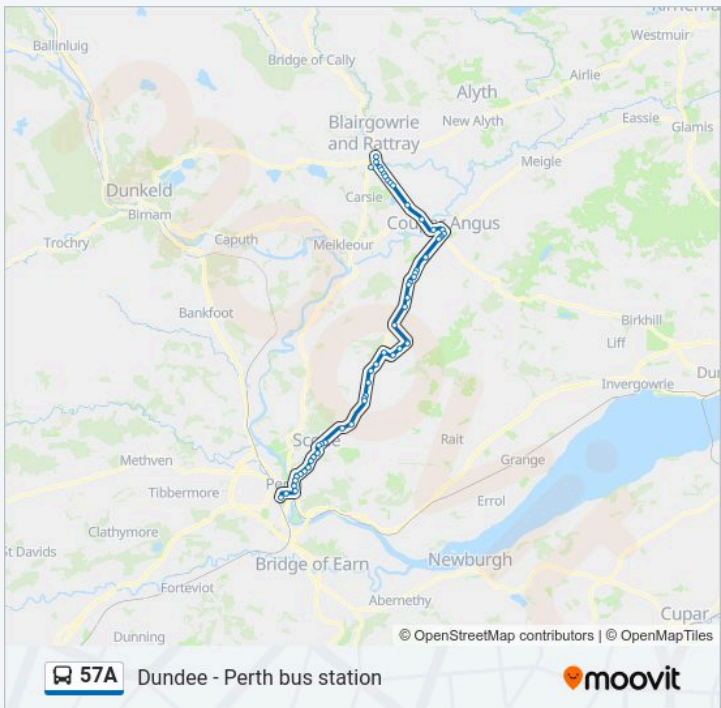 Ballinluig
Westmuir
Bridge of Cally
Airlie
Alyth
New Alyth
Eassie
Blairgowrie
and Rattray
Glamis
Meigle
Dunkeld
Birnam
Carsie
Angus
Trochry
Caputh
Meikleour
Bankfoot
Birkhill
Liff
Invergowrie
Rait
Methven
Grange
Tibbermore
Errol
Clathymore
St Davids
Bridge of Earn
Newburgh
Forteviot
Abernethy
Cupar
Dunning
© OpenStreetMap contributors | © OpenMapTiles
57A Dundee - Perth bus station
moovit